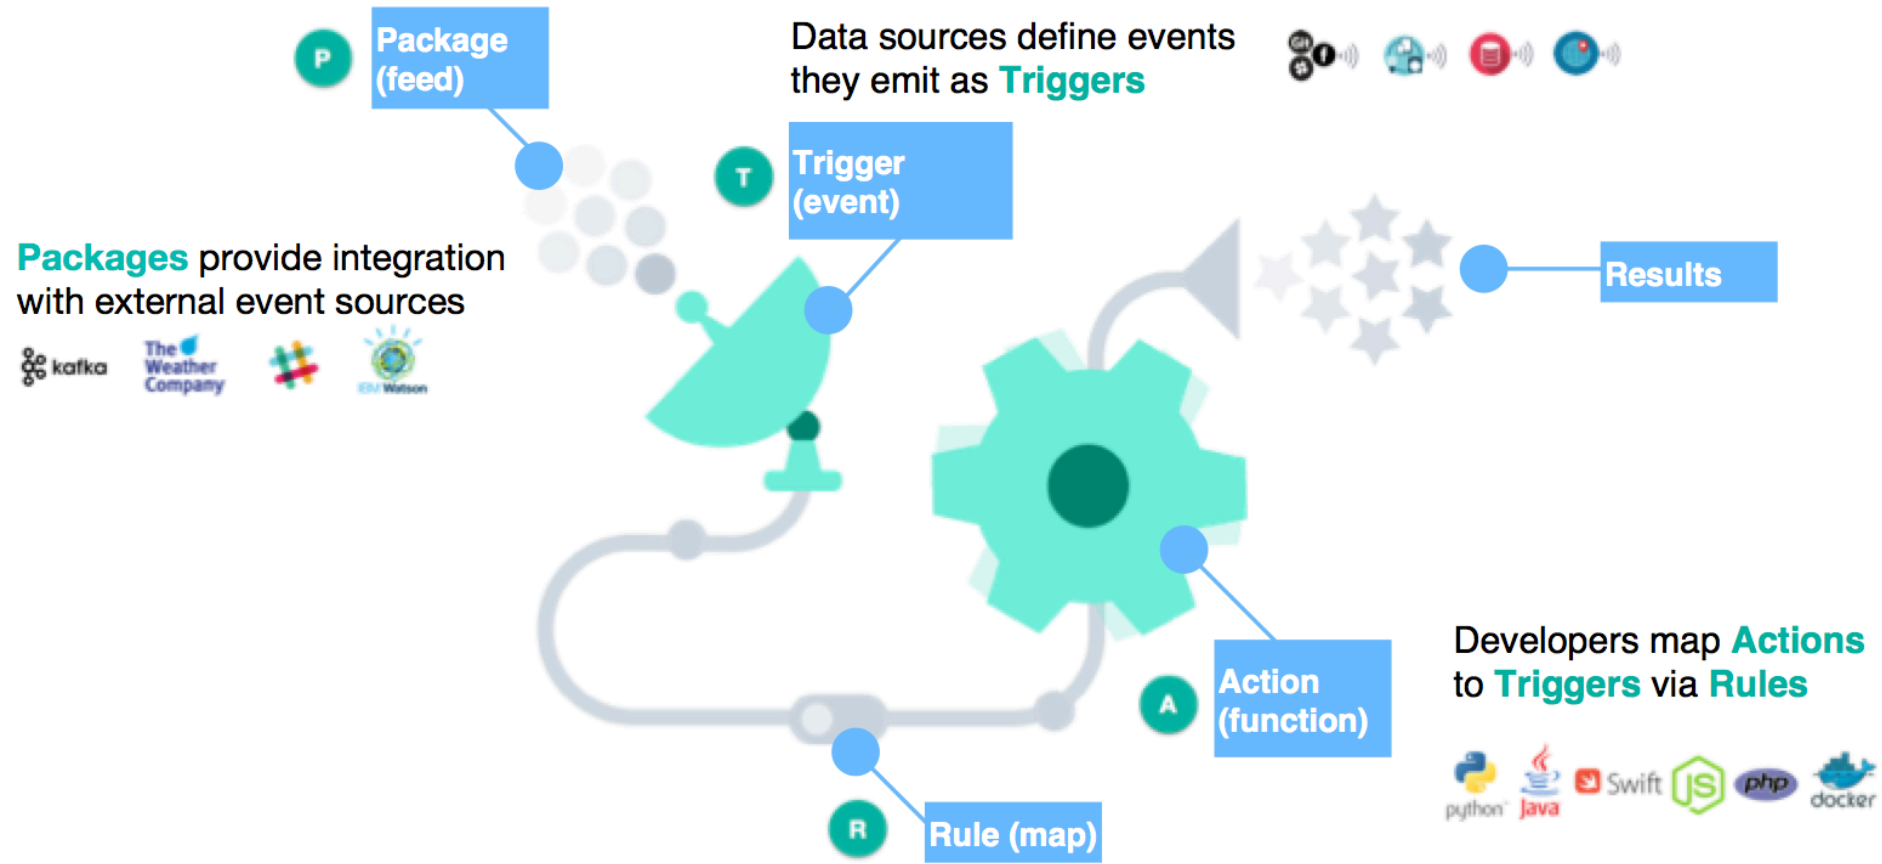 P
Package
(feed)
Data sources define events
they emit as Triggers
T
Trigger
(event)
Packages provide integration
with external event sources
kafka
The
Weather
Company
IBM Watson
Results
Developers map Actions
to Triggers via Rules
A
Action
(function)
python
Java
Swift
JS
php
docker
R
Rule (map)